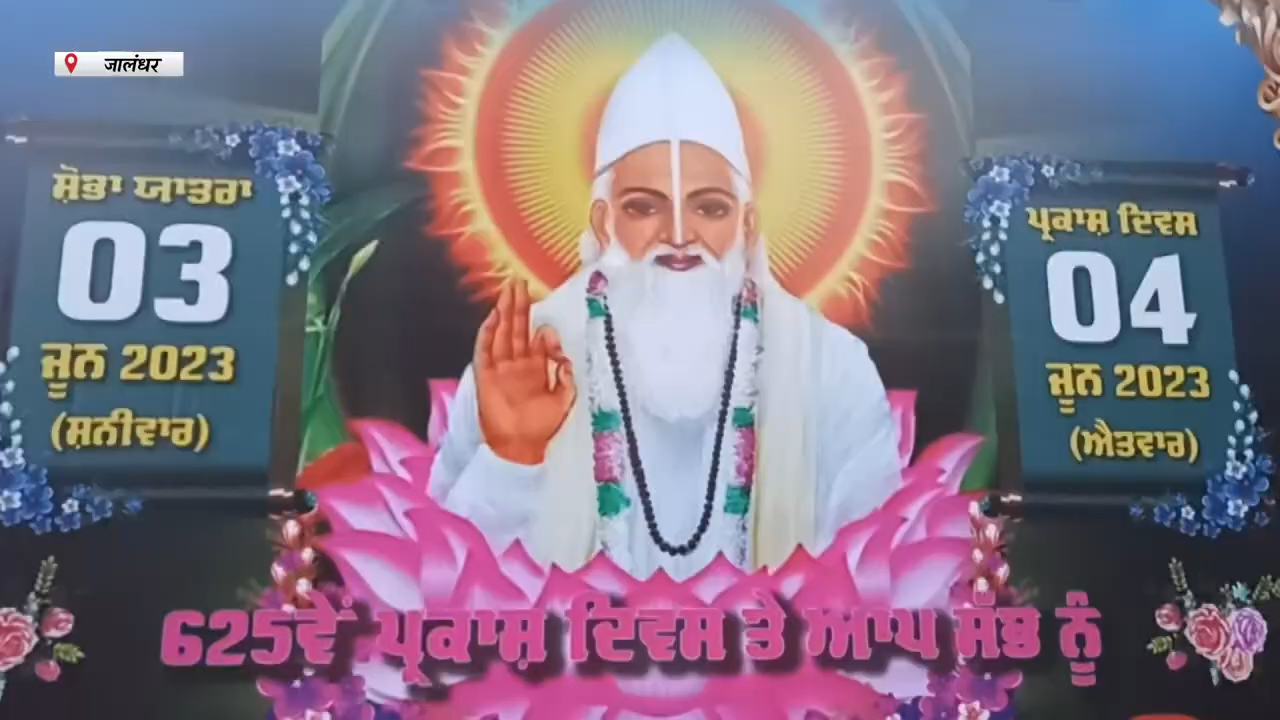 जालंधर
ਸ਼ੋਭਾ ਯਾਤਰਾ
03
ਜੂਨ 2023
(ਸ਼ਨੀਵਾਰ)
ਪ੍ਰਕਾਸ਼ ਦਿਵਸ
04
ਜੂਨ 2023
(ਐਤਵਾਰ)
625ਵੇਂ ਪ੍ਰਕਾਸ਼ ਦਿਵਸ ਤੇ ਆਪ ਸੱਭ ਨੂੰ